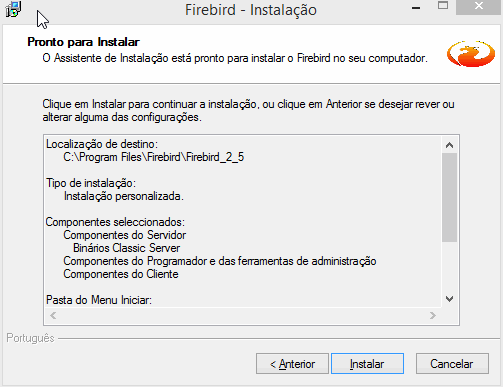 Firebird - Instalação
Pronto para Instalar
O Assistente de Instalação está pronto para instalar o Firebird no seu computador.
Clique em Instalar para continuar a instalação, ou clique em Anterior se desejar rever ou
alterar alguma das configurações.
Localização de destino:
C:\Program Files\Firebird\Firebird_2_5
Tipo de instalação:
Instalação personalizada.
Componentes seleccionados:
Componentes do Servidor
Binários Classic Server
Componentes do Programador e das ferramentas de administração
Componentes do Cliente
Pasta do Menu Iniciar:
Português
< Anterior
Instalar
Cancelar